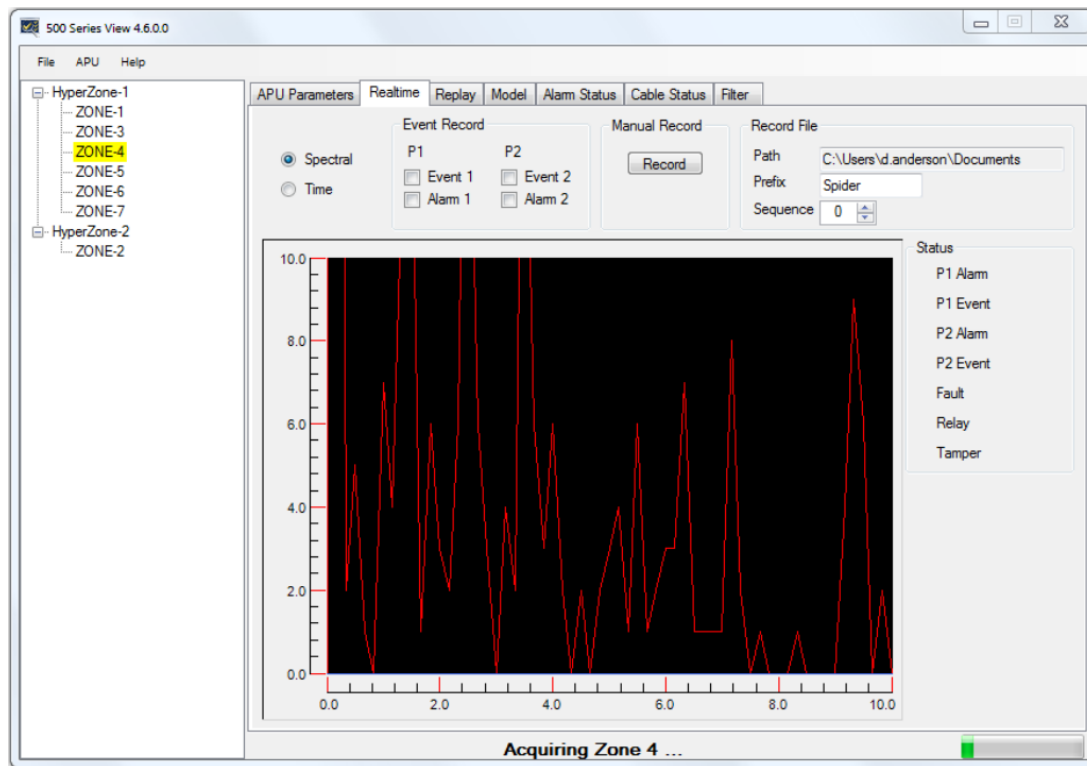 500 Series View 4.6.0.0
File APU Help
HyperZone-1
ZONE-1
ZONE-3
ZONE-4
ZONE-5
ZONE-6
ZONE-7
HyperZone-2
ZONE-2
APU Parameters Realtime Replay Model Alarm Status Cable Status Filter
Spectral
Time
Event Record
P1 P2
Event 1 Event 2
Alarm 1 Alarm 2
Manual Record
Record
Record File
Path C:\Users\d.anderson\Documents
Prefix Spider
Sequence 0
10.0
8.0
6.0
4.0
2.0
0.0
0.0 2.0 4.0 6.0 8.0 10.0
Status
P1 Alarm
P1 Event
P2 Alarm
P2 Event
Fault
Relay
Tamper
Acquiring Zone 4 ...